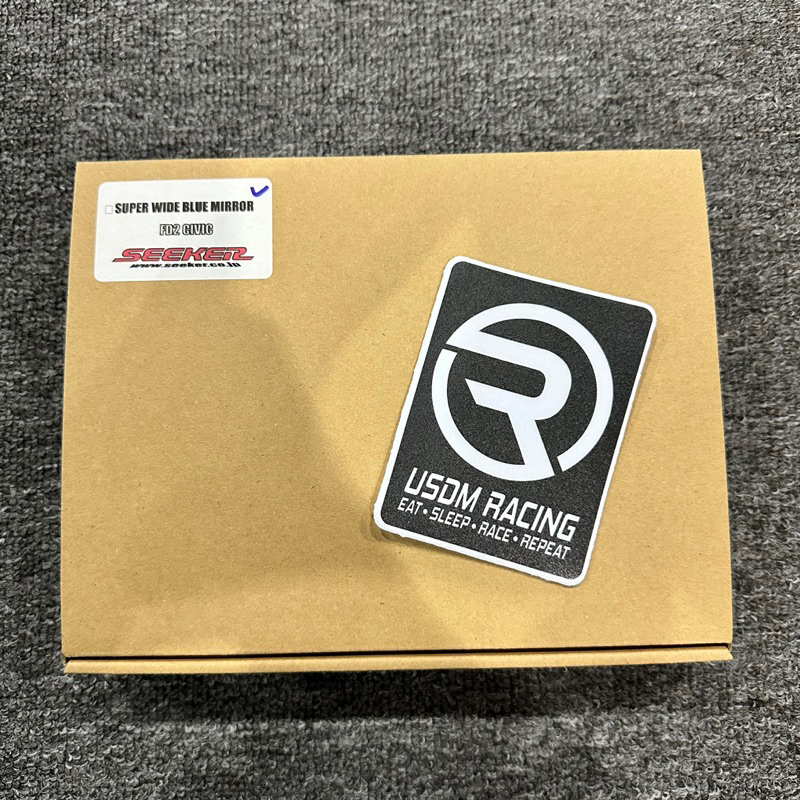 SUPER WIDE BLUE MIRROR
FD2 CIVIC
SEEKER
www.seeker.co.jp
USDM RACING
EAT • SLEEP • RACE • REPEAT